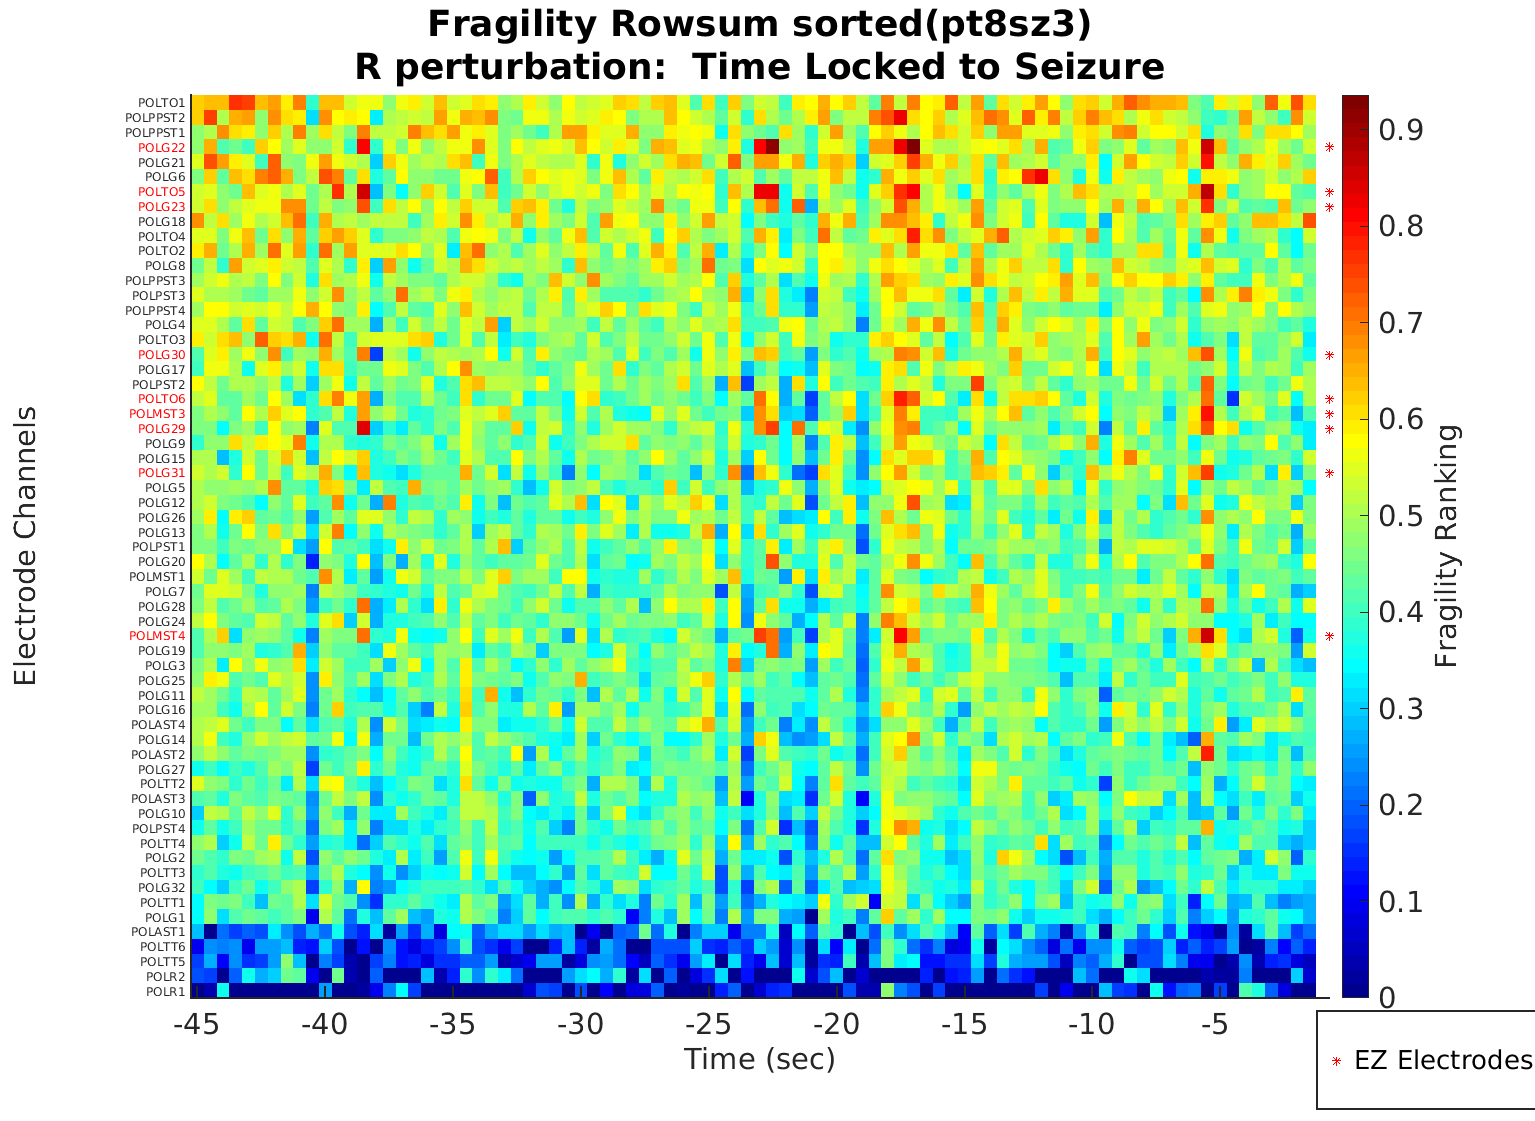 Fragility Rowsum sorted(pt8sz3)
R perturbation:  Time Locked to Seizure
Electrode Channels
POLTO1
POLPPST2
POLPPST1
POLG22
POLG21
POLG6
POLTO5
POLG23
POLG18
POLTO4
POLTO2
POLG8
POLPPST3
POLPST3
POLPPST4
POLG4
POLTO3
POLG30
POLG17
POLPST2
POLTO6
POLMST3
POLG29
POLG9
POLG15
POLG31
POLG5
POLG12
POLG26
POLG13
POLPST1
POLG20
POLMST1
POLG7
POLG28
POLG24
POLMST4
POLG19
POLG3
POLG25
POLG11
POLG16
POLAST4
POLG14
POLAST2
POLG27
POLTT2
POLAST3
POLG10
POLPST4
POLTT4
POLG2
POLTT3
POLG32
POLTT1
POLG1
POLAST1
POLTT6
POLTT5
POLR2
POLR1
-45 -40 -35 -30 -25 -20 -15 -10 -5
Time (sec)
0.9
0.8
0.7
0.6
0.5
0.4
0.3
0.2
0.1
0
Fragility Ranking
EZ Electrodes